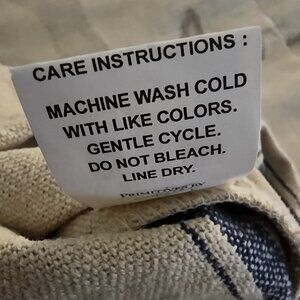 CARE INSTRUCTIONS :
MACHINE WASH COLD
WITH LIKE COLORS.
GENTLE CYCLE.
DO NOT BLEACH.
LINE DRY.